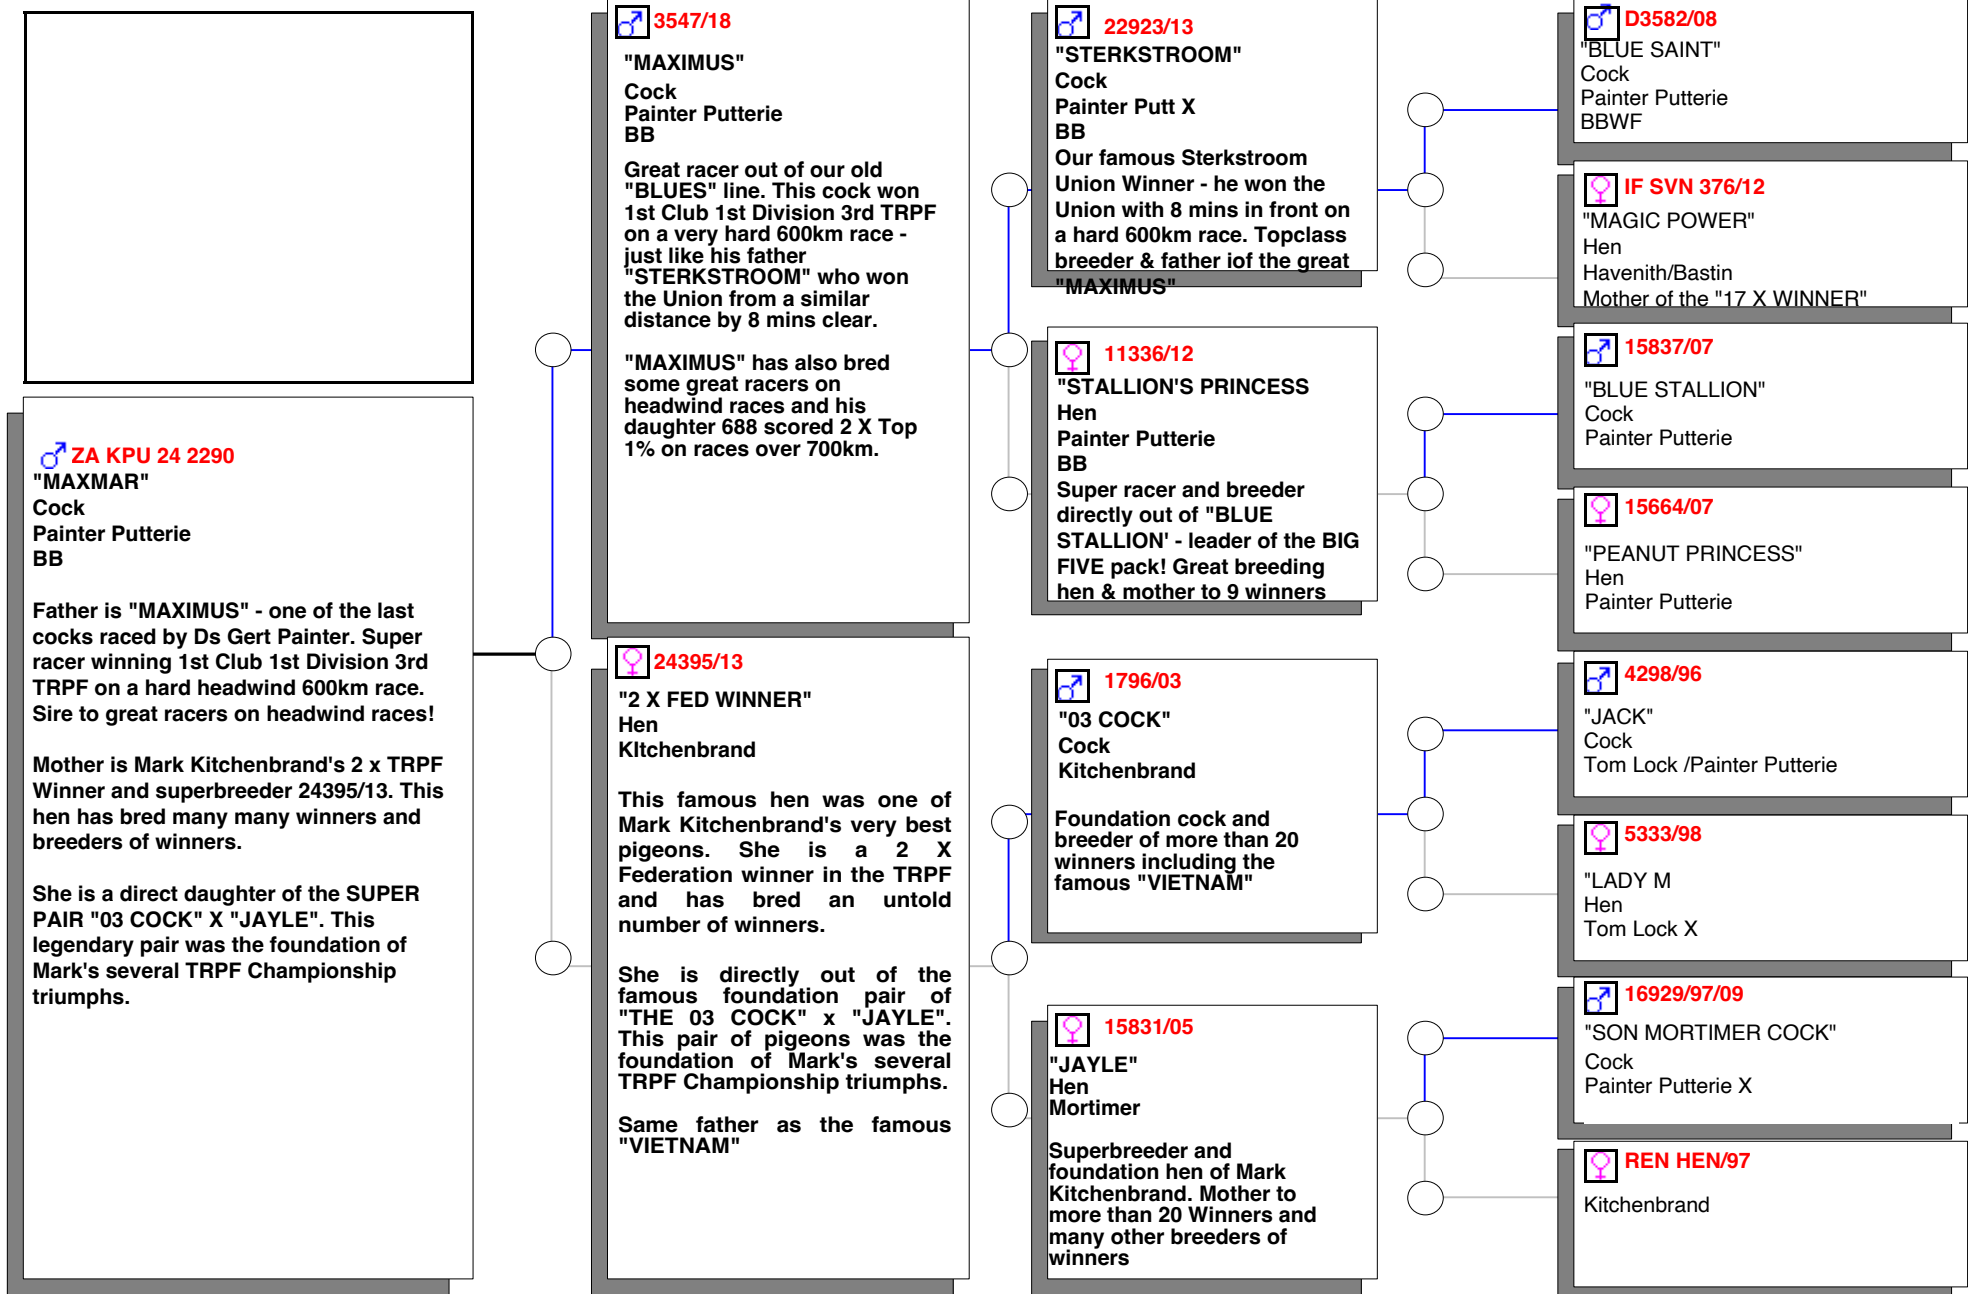 ZA KPU 24 2290
"MAXMAR"
Cock
Painter Putterie
BB
Father is "MAXIMUS" - one of the last
cocks raced by Ds Gert Painter. Super
racer winning 1st Club 1st Division 3rd
TRPF on a hard headwind 600km race.
Sire to great racers on headwind races!
Mother is Mark Kitchenbrand's 2 x TRPF
Winner and superbreeder 24395/13. This
hen has bred many many winners and
breeders of winners.
She is a direct daughter of the SUPER
PAIR "03 COCK" X "JAYLE". This
legendary pair was the foundation of
Mark's several TRPF Championship
triumphs.
3547/18
"MAXIMUS"
Cock
Painter Putterie
BB
Great racer out of our old
"BLUES" line. This cock won
1st Club 1st Division 3rd TRPF
on a very hard 600km race -
just like his father
"STERKSTROOM" who won
the Union from a similar
distance by 8 mins clear.
"MAXIMUS" has also bred
some great racers on
headwind races and his
daughter 688 scored 2 X Top
1% on races over 700km.
24395/13
"2 X FED WINNER"
Hen
KItchenbrand
This famous hen was one of
Mark Kitchenbrand's very best
pigeons. She is a 2 X
Federation winner in the TRPF
and has bred an untold
number of winners.
She is directly out of the
famous foundation pair of
"THE 03 COCK" x "JAYLE".
This pair of pigeons was the
foundation of Mark's several
TRPF Championship triumphs.
Same father as the famous
"VIETNAM"
22923/13
"STERKSTROOM"
Cock
Painter Putt X
BB
Our famous Sterkstroom
Union Winner - he won the
Union with 8 mins in front on
a hard 600km race. Topclass
breeder & father iof the great
"MAXIMUS"
11336/12
"STALLION'S PRINCESS
Hen
Painter Putterie
BB
Super racer and breeder
directly out of "BLUE
STALLION' - leader of the BIG
FIVE pack! Great breeding
hen & mother to 9 winners
1796/03
"03 COCK"
Cock
Kitchenbrand
Foundation cock and
breeder of more than 20
winners including the
famous "VIETNAM"
15831/05
"JAYLE"
Hen
Mortimer
Superbreeder and
foundation hen of Mark
Kitchenbrand. Mother to
more than 20 Winners and
many other breeders of
winners
D3582/08
"BLUE SAINT"
Cock
Painter Putterie
BBWF
IF SVN 376/12
"MAGIC POWER"
Hen
Havenith/Bastin
Mother of the "17 X WINNER"
15837/07
"BLUE STALLION"
Cock
Painter Putterie
15664/07
"PEANUT PRINCESS"
Hen
Painter Putterie
4298/96
"JACK"
Cock
Tom Lock /Painter Putterie
5333/98
"LADY M
Hen
Tom Lock X
16929/97/09
"SON MORTIMER COCK"
Cock
Painter Putterie X
REN HEN/97
Kitchenbrand